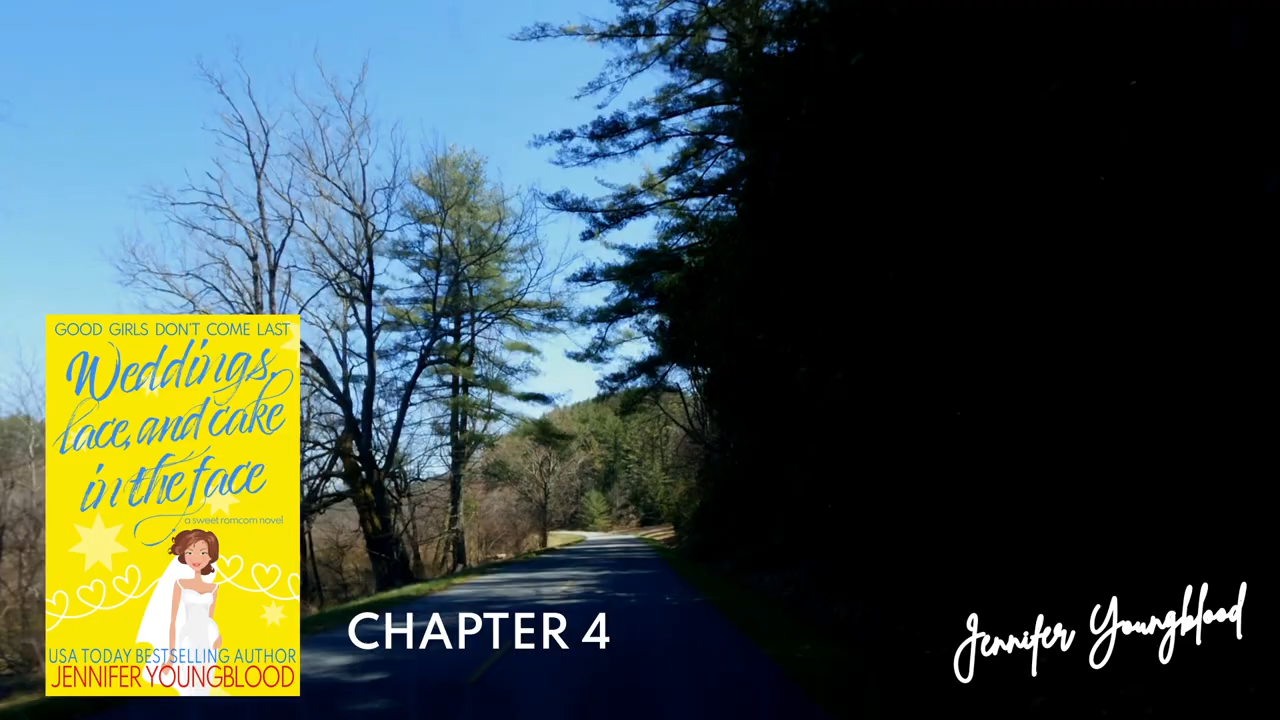 GOOD GIRLS DON'T COME LAST
Weddings,
lace, and cake
in the face
a sweet romcom novel
USA TODAY BESTSELLING AUTHOR
JENNIFER YOUNGBLOOD
CHAPTER 4
Jennifer Youngblood